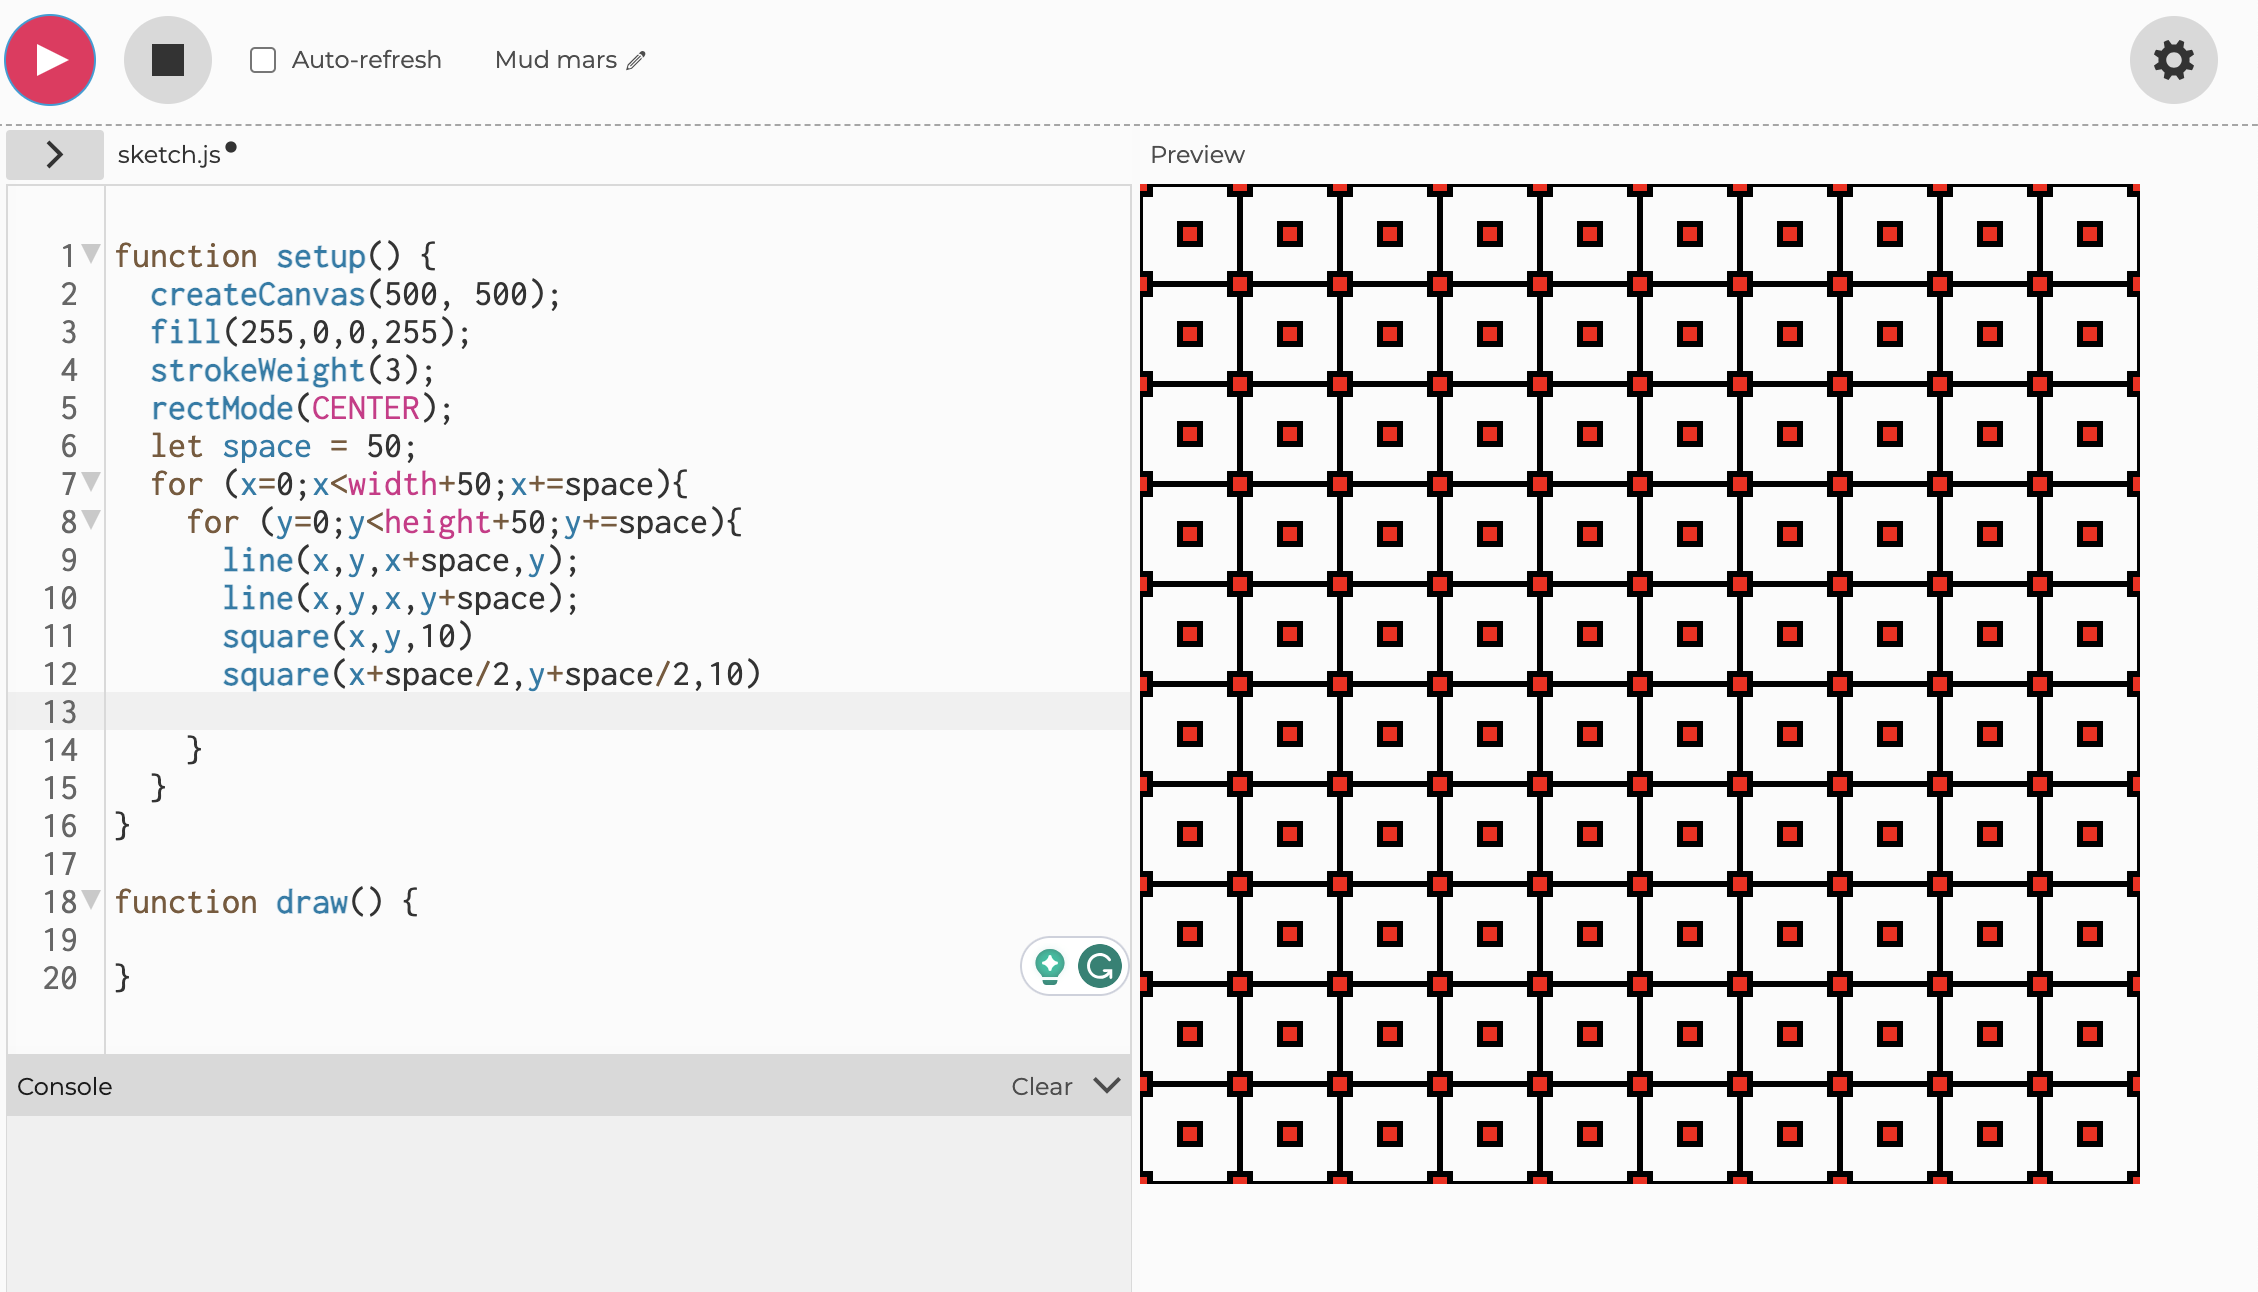 Auto-refresh Mud mars
sketch.js
Preview
1 function setup() {
2 createCanvas(500, 500);
3 fill(255,0,0,255);
4 strokeWeight(3);
5 rectMode(CENTER);
6 let space = 50;
7 for (x=0;x<width+50;x+=space){
8 for (y=0;y<height+50;y+=space){
9 line(x,y,x+space,y);
10 line(x,y,x,y+space);
11 square(x,y,10)
12 square(x+space/2,y+space/2,10)
13
14 }
15 }
16 }
17
18 function draw() {
19
20 }
Console Clear